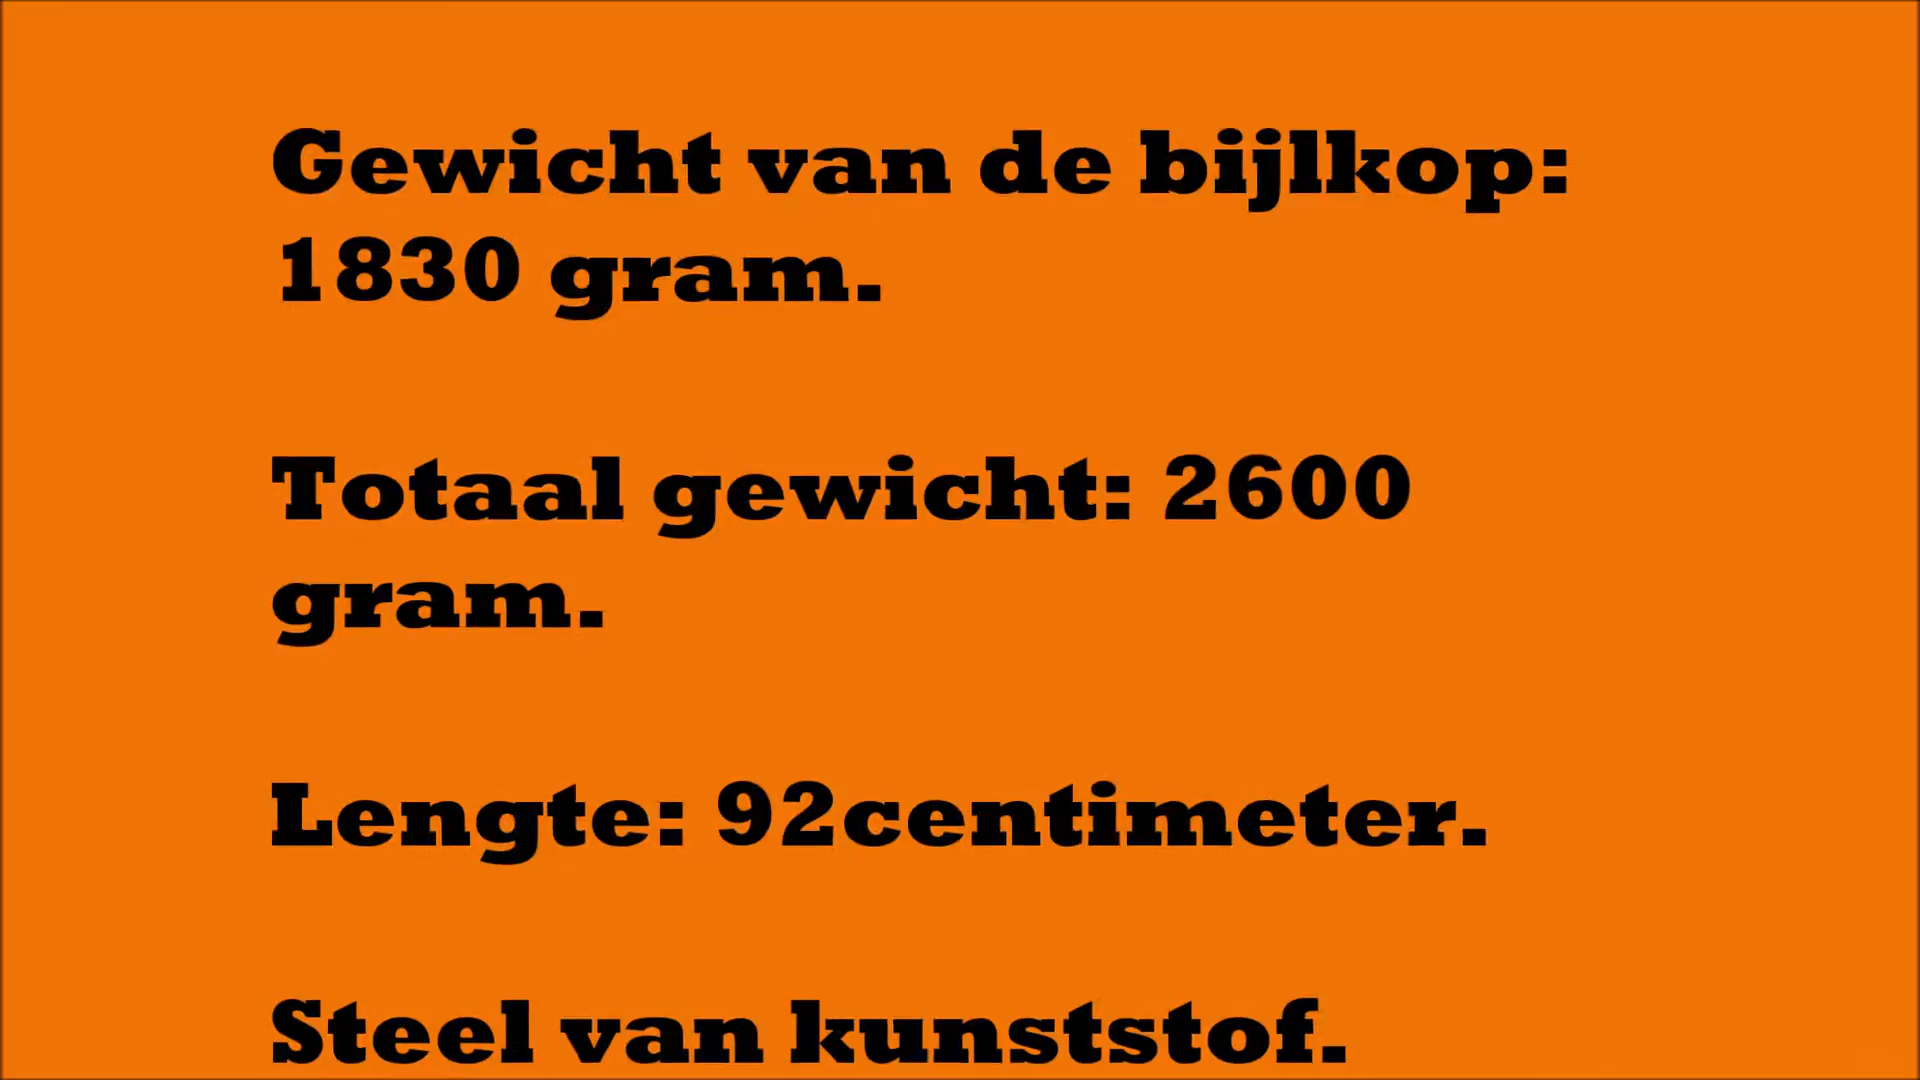 Gewicht van de bijlkop:
1830 gram.
Totaal gewicht: 2600
gram.
Lengte: 92centimeter.
Steel van kunststof.